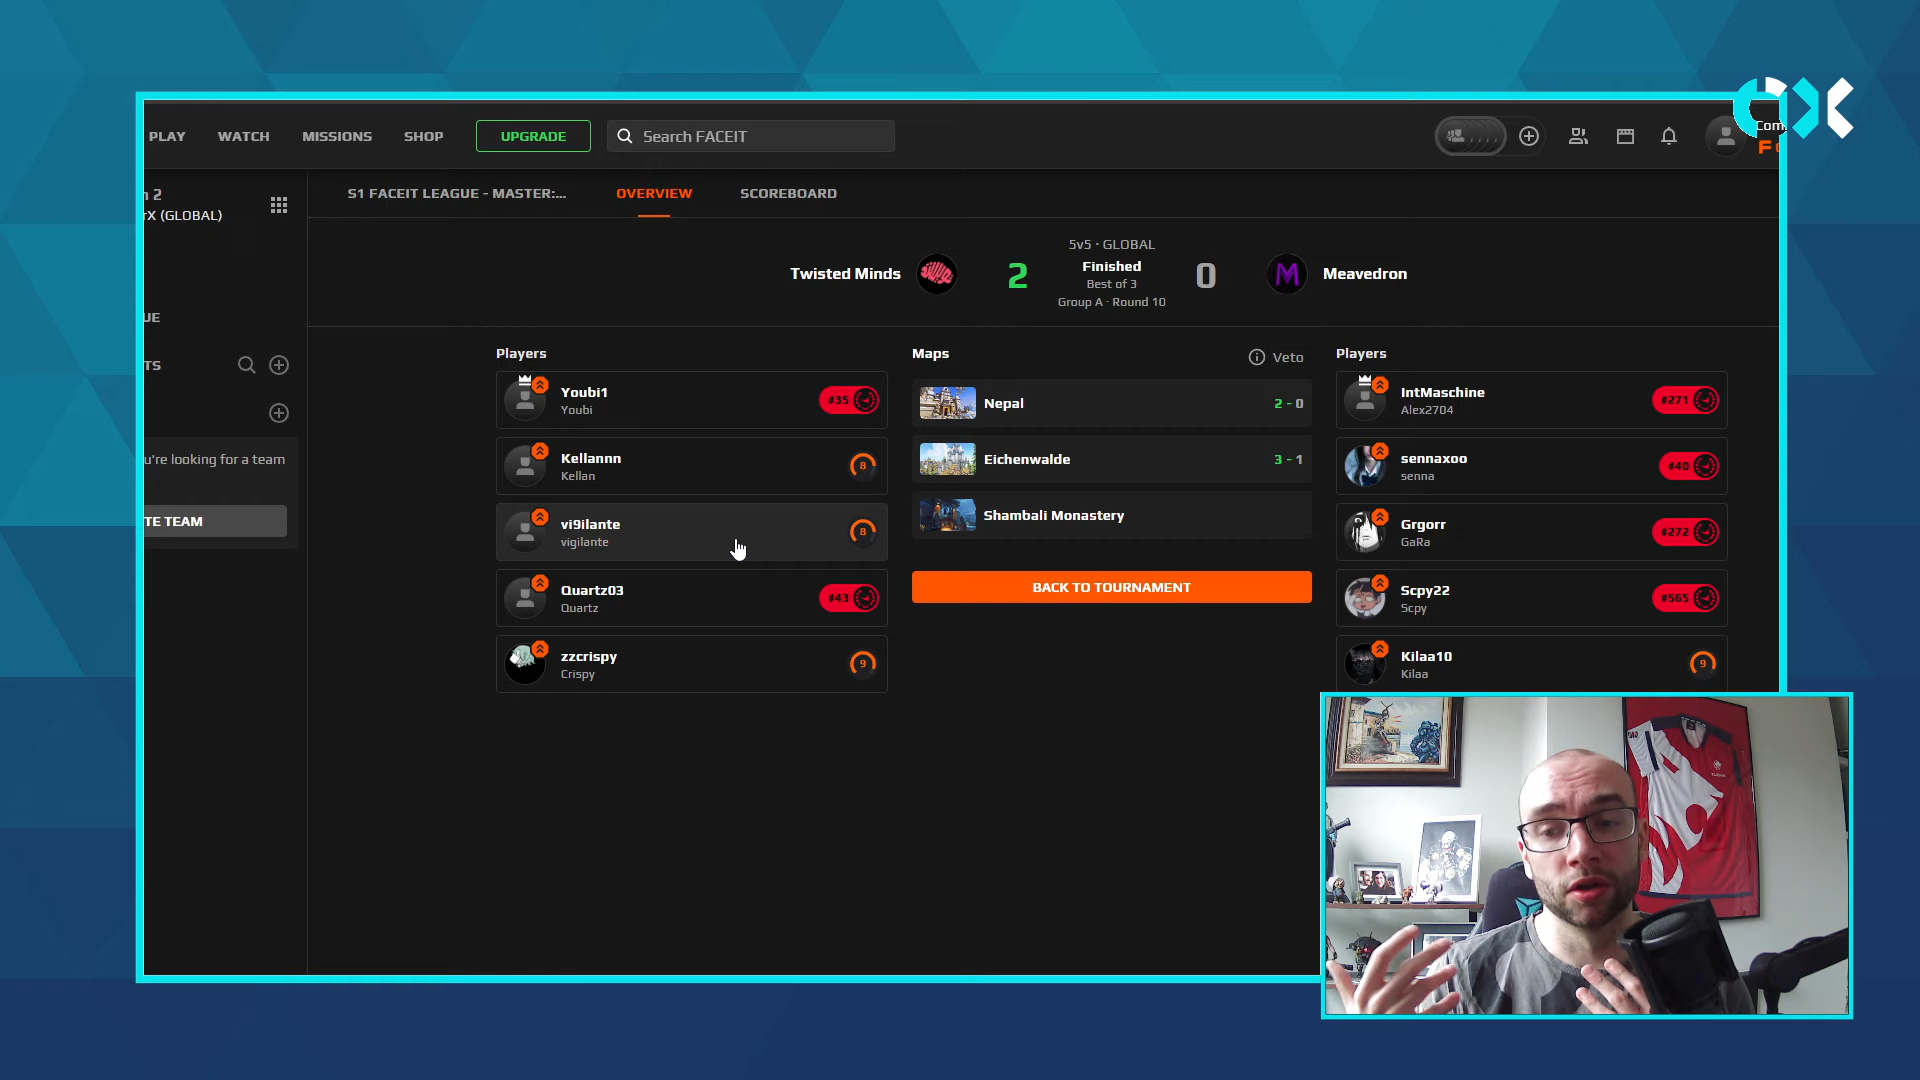 PLAY WATCH MISSIONS SHOP UPGRADE Search FACEIT
Com
n 2
rX (GLOBAL)
S1 FACEIT LEAGUE - MASTER:... OVERVIEW SCOREBOARD
5v5 · GLOBAL
Twisted Minds 2 Finished 0 M Meavedron
Best of 3
Group A · Round 10
UE
TS
u're looking for a team
TE TEAM
Players
Youbi1
Youbi
#35
Kellannn
Kellan
8
vi9ilante
vigilante
8
Quartz03
Quartz
#43
zzcrispy
Crispy
9
Maps Veto
Nepal 2 - 0
Eichenwalde 3 - 1
Shambali Monastery
BACK TO TOURNAMENT
Players
IntMaschine
Alex2704
#271
sennaxoo
senna
#40
Grgorr
GaRa
#272
Scpy22
Scpy
#565
Kilaa10
Kilaa
9